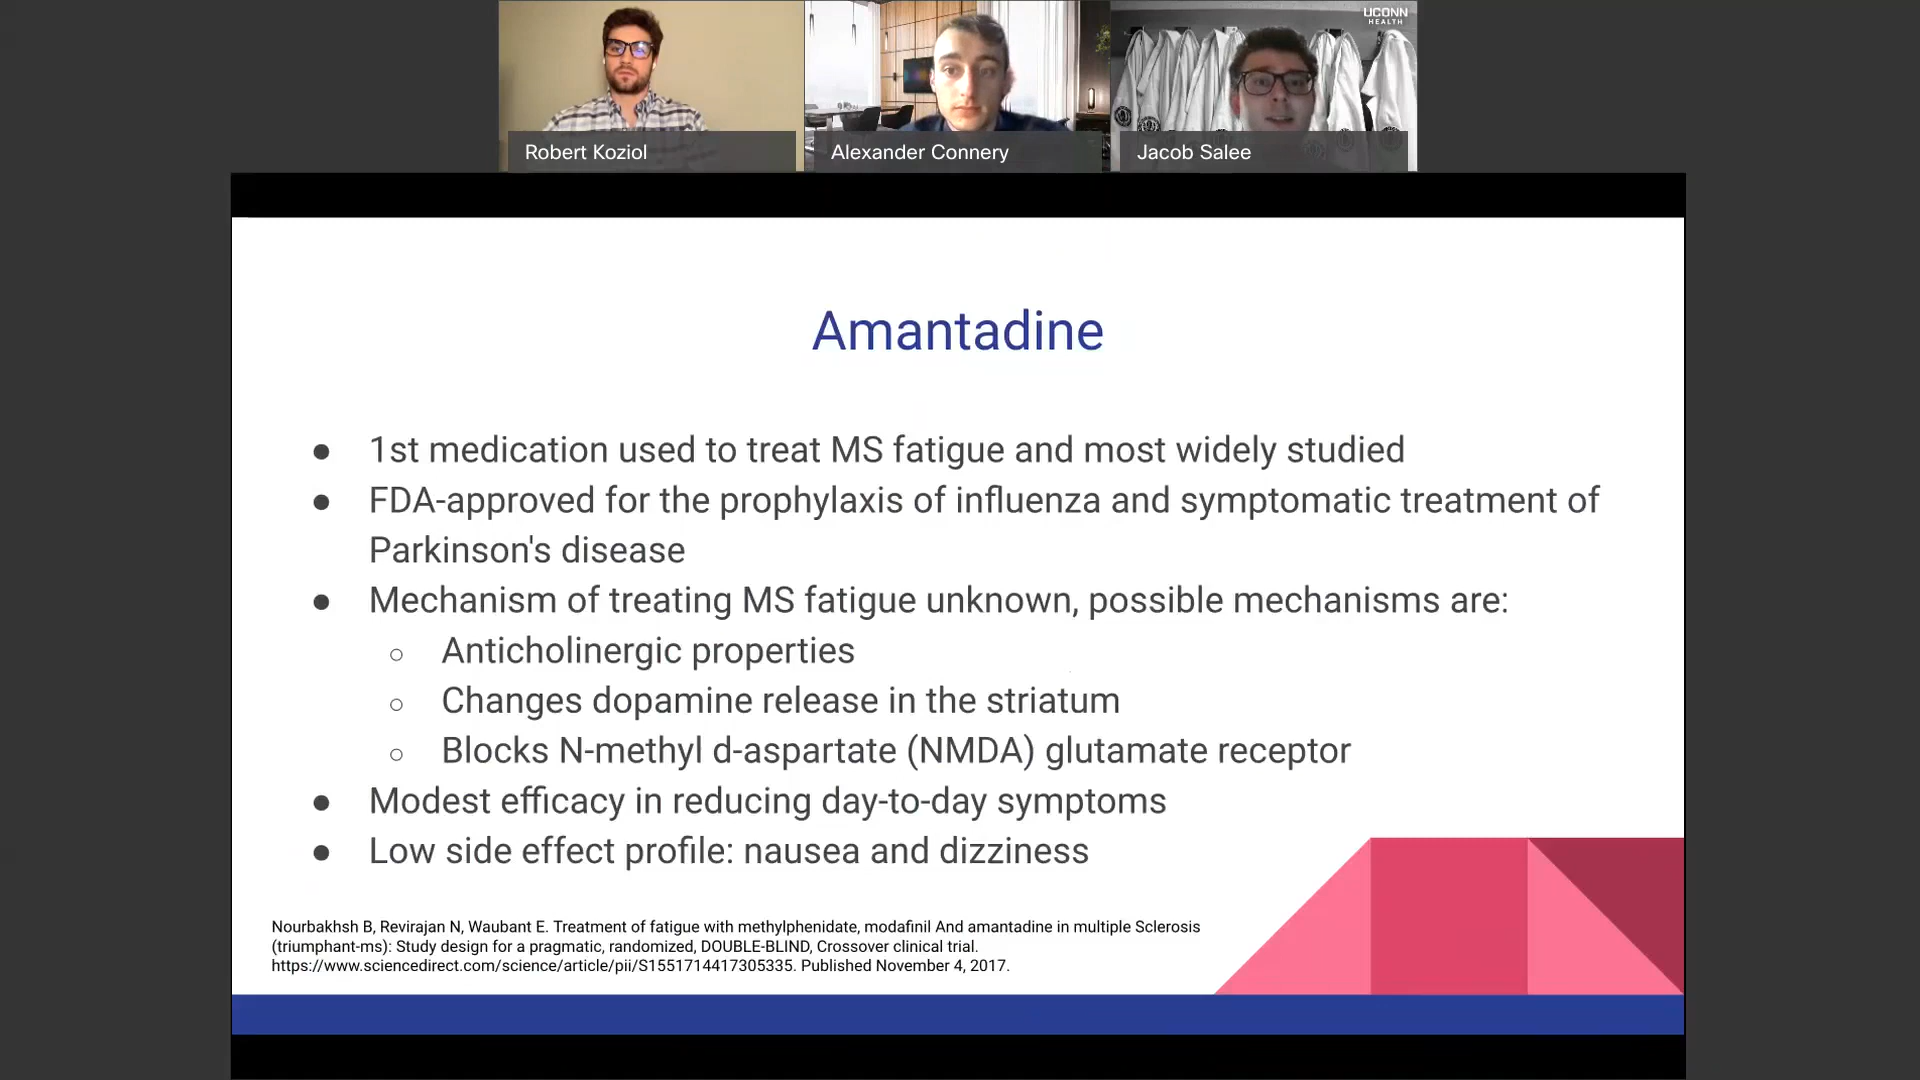 UCONN
HEALTH
Robert Koziol
Alexander Connery
Jacob Salee
Amantadine
● 1st medication used to treat MS fatigue and most widely studied
● FDA-approved for the prophylaxis of influenza and symptomatic treatment of
Parkinson's disease
● Mechanism of treating MS fatigue unknown, possible mechanisms are:
○ Anticholinergic properties
○ Changes dopamine release in the striatum
○ Blocks N-methyl d-aspartate (NMDA) glutamate receptor
● Modest efficacy in reducing day-to-day symptoms
● Low side effect profile: nausea and dizziness
Nourbakhsh B, Revirajan N, Waubant E. Treatment of fatigue with methylphenidate, modafinil And amantadine in multiple Sclerosis
(triumphant-ms): Study design for a pragmatic, randomized, DOUBLE-BLIND, Crossover clinical trial.
https://www.sciencedirect.com/science/article/pii/S1551714417305335. Published November 4, 2017.